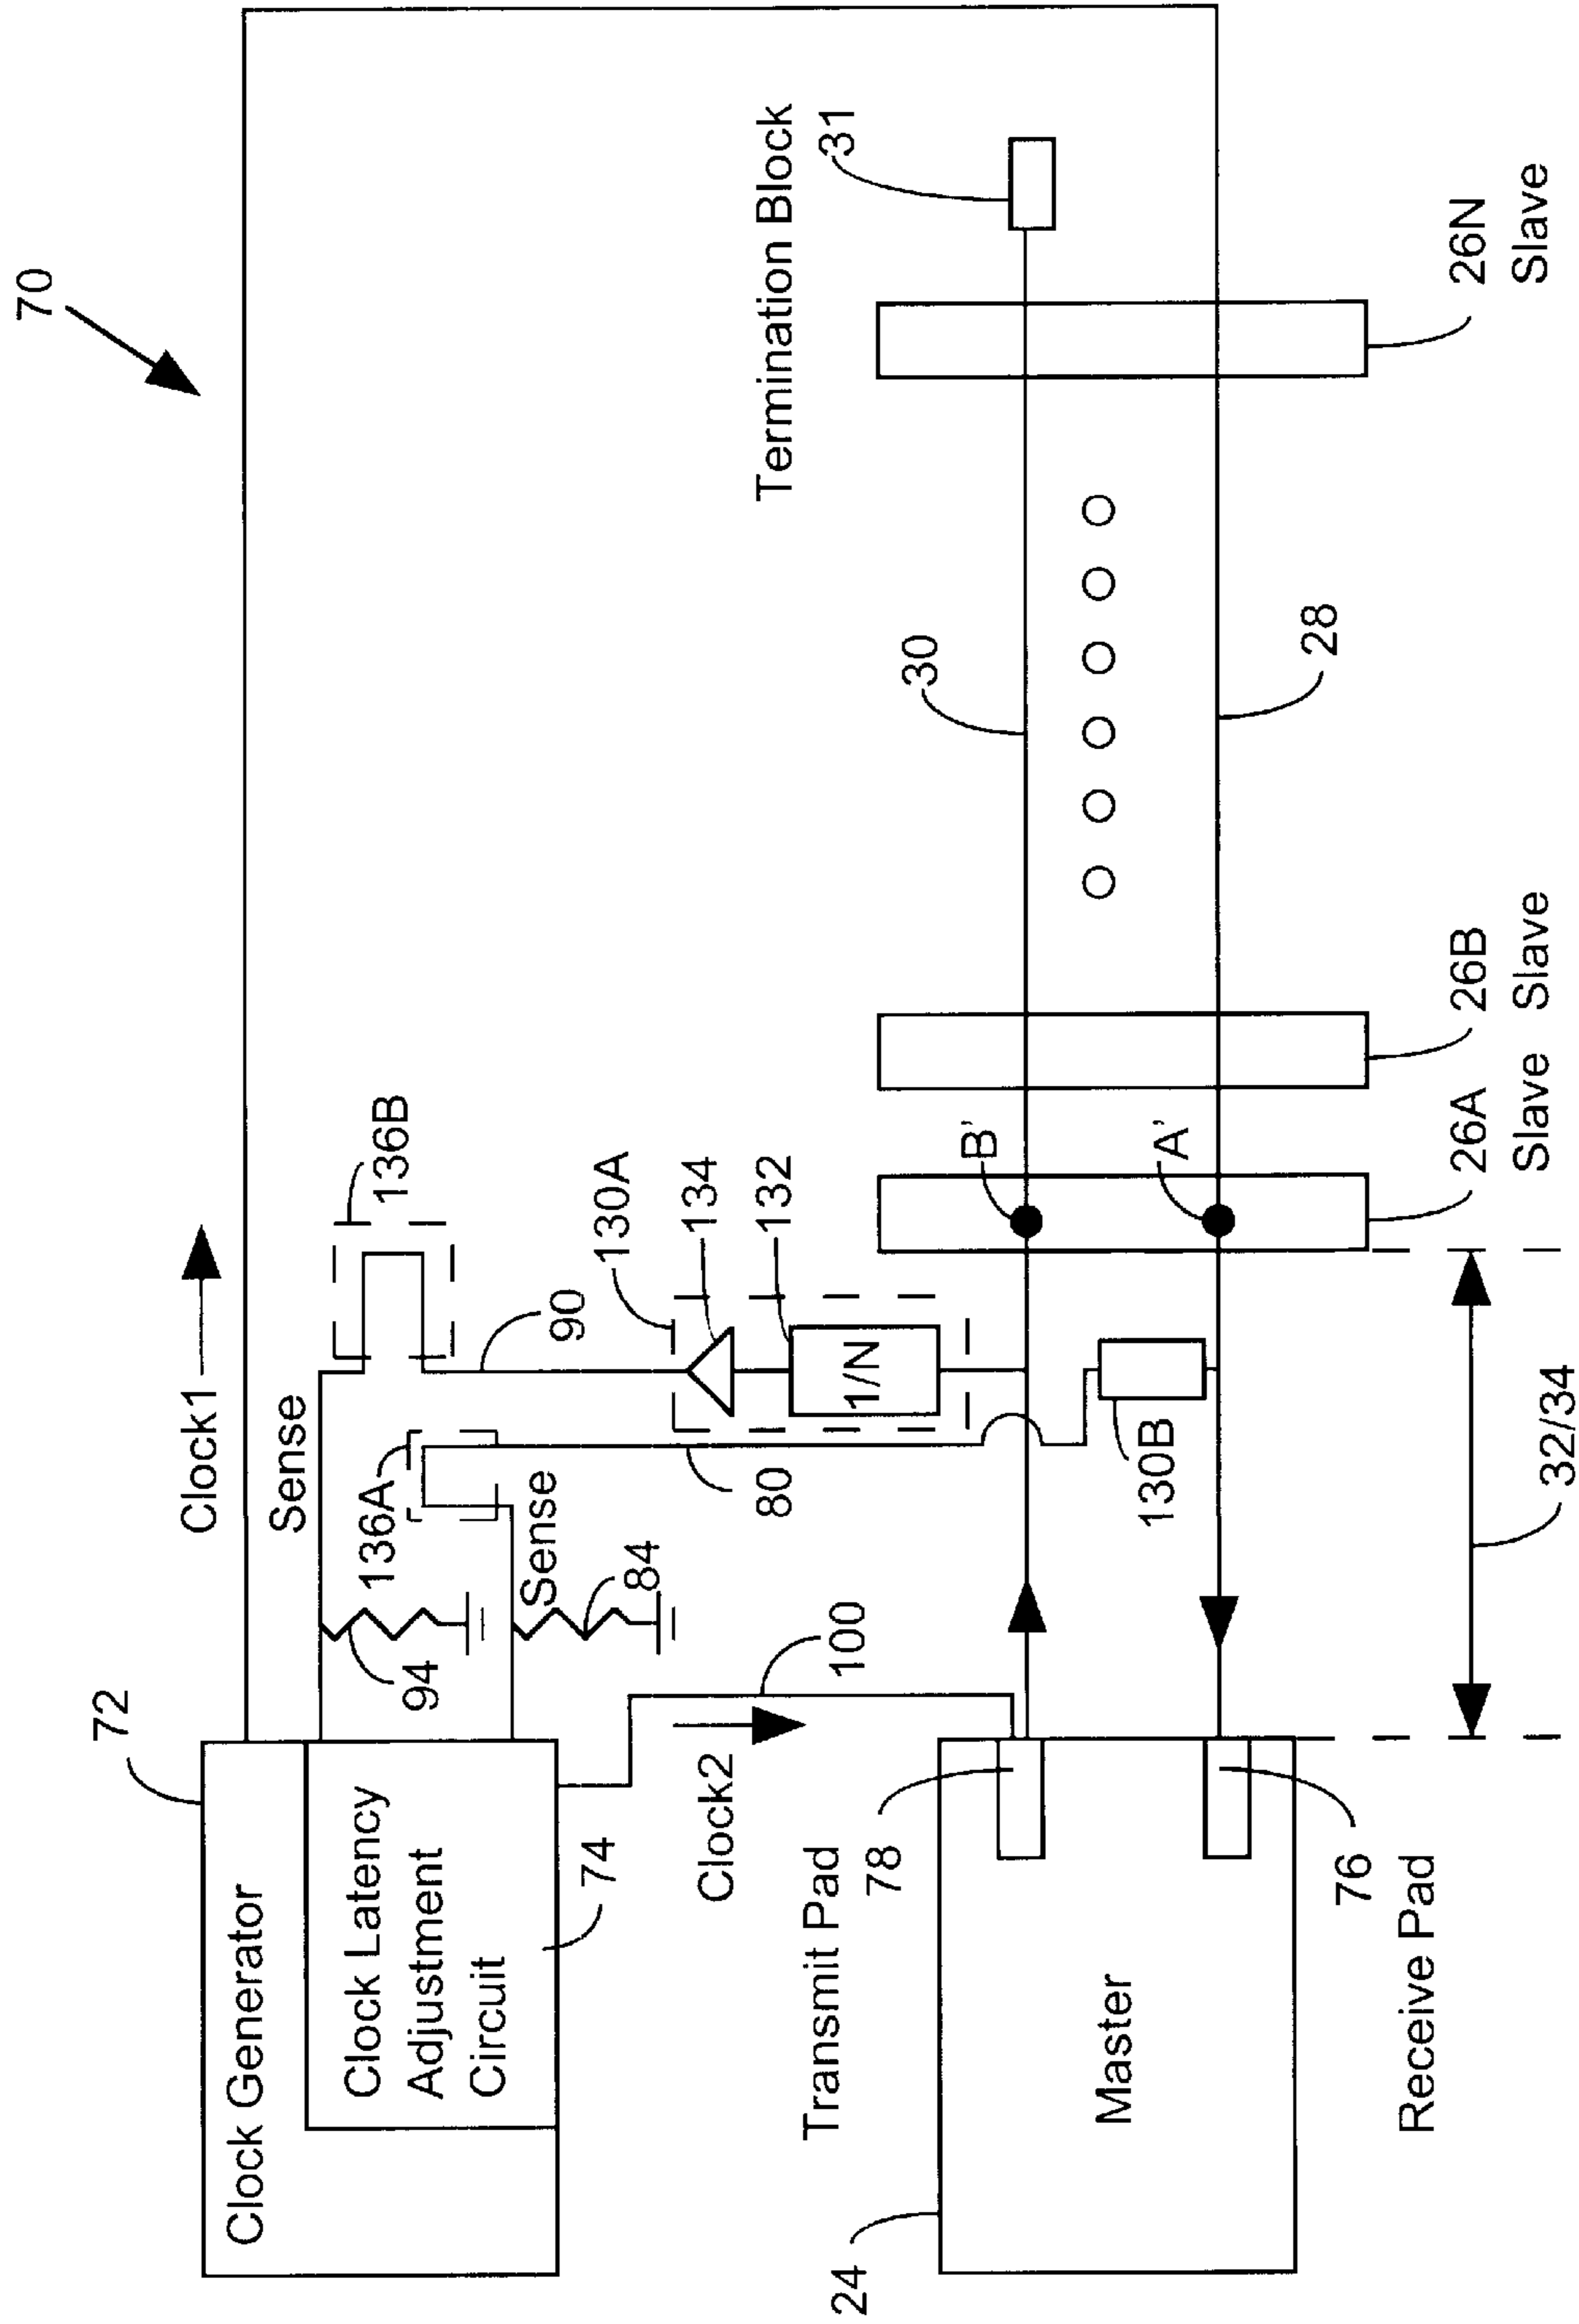 70
Clock1
72
Clock Generator
Clock Latency
Adjustment
Circuit
74
Sense
136A
136B
94
Sense
84
90
80
100
Clock2
130A
134
132
1/N
130B
Termination Block
31
30
28
B'
A'
Transmit Pad
78
Master
24
76
Receive Pad
26A
Slave
26B
Slave
26N
Slave
32/34